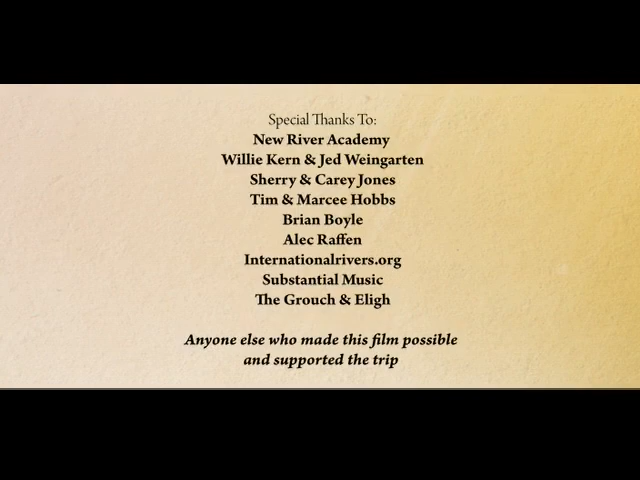 Special Thanks To:
New River Academy
Willie Kern & Jed Weingarten
Sherry & Carey Jones
Tim & Marcee Hobbs
Brian Boyle
Alec Raffen
Internationalrivers.org
Substantial Music
The Grouch & Eligh
Anyone else who made this film possible
and supported the trip